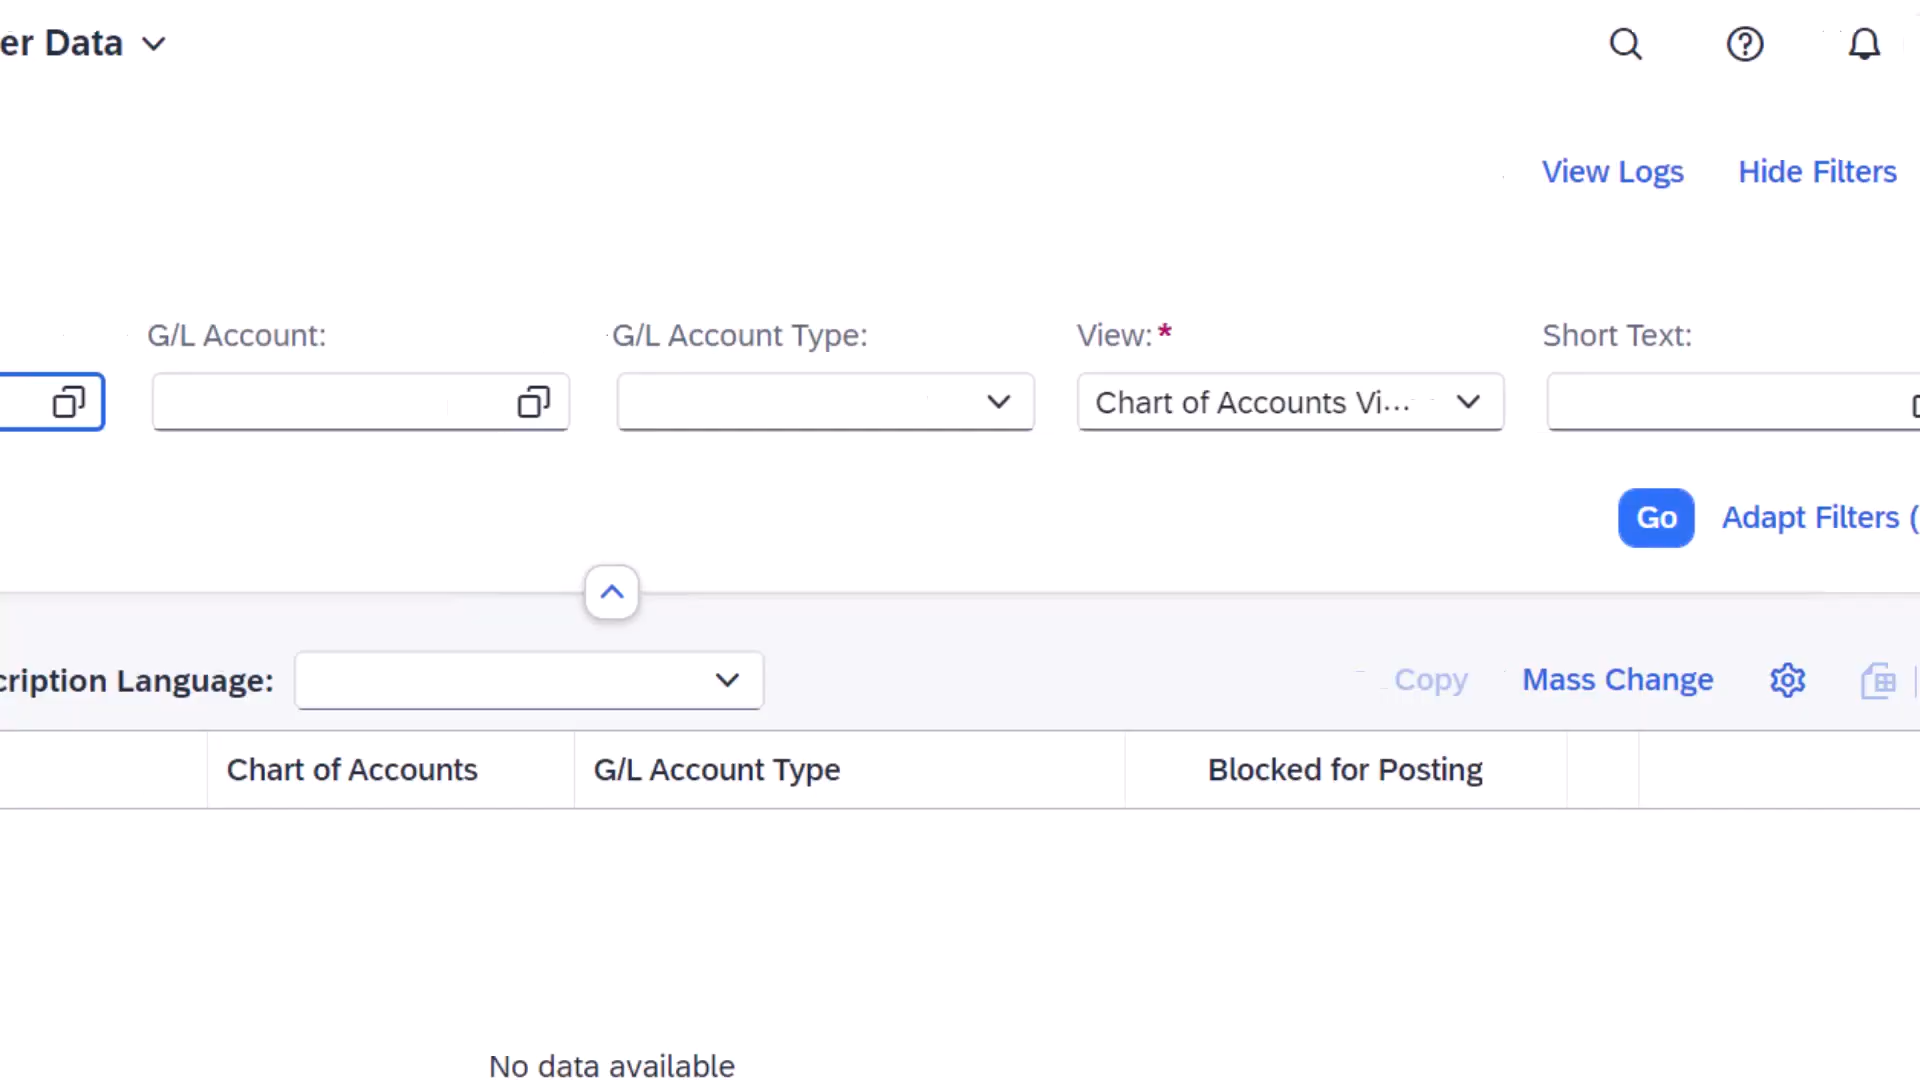 er Data
View Logs Hide Filters
G/L Account: G/L Account Type: View:* Short Text:
Chart of Accounts Vi...
Go Adapt Filters (
cription Language: Copy Mass Change
Chart of Accounts G/L Account Type Blocked for Posting
No data available